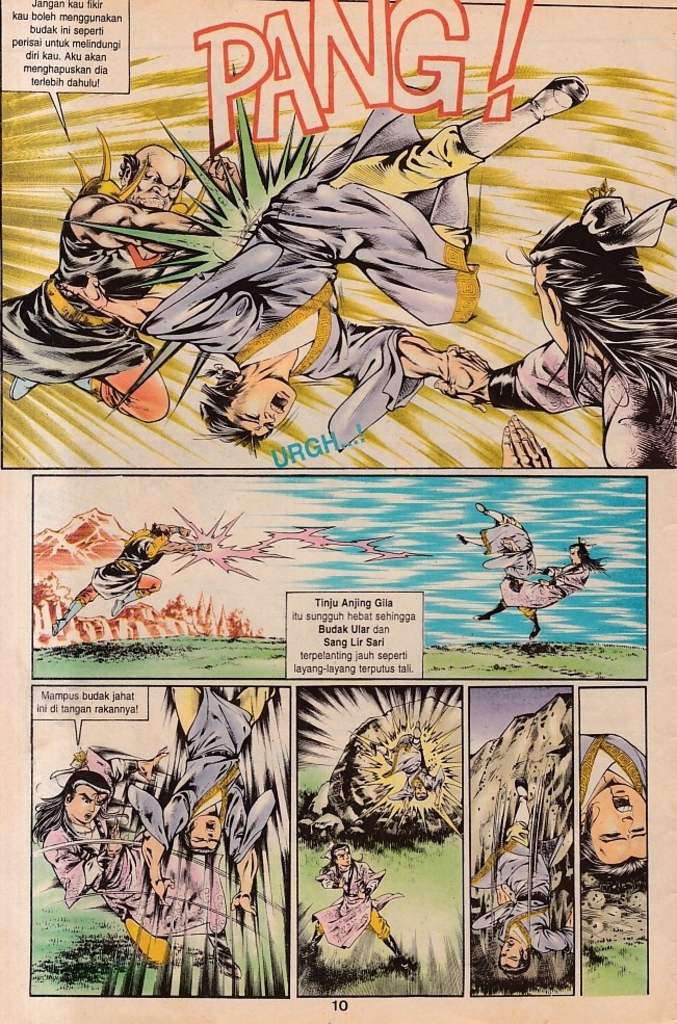 Jangan kau fikir
kau boleh menggunakan
budak ini seperti
perisai untuk melindungi
diri kau. Aku akan
menghapuskan dia
terlebih dahulu!
PANG!
URGH...!
Tinju Anjing Gila
itu sungguh hebat sehingga
Budak Ular dan
Sang Lir Sari
terpelanting jauh seperti
layang-layang terputus tali.
Mampus budak jahat
ini di tangan rakannya!
10